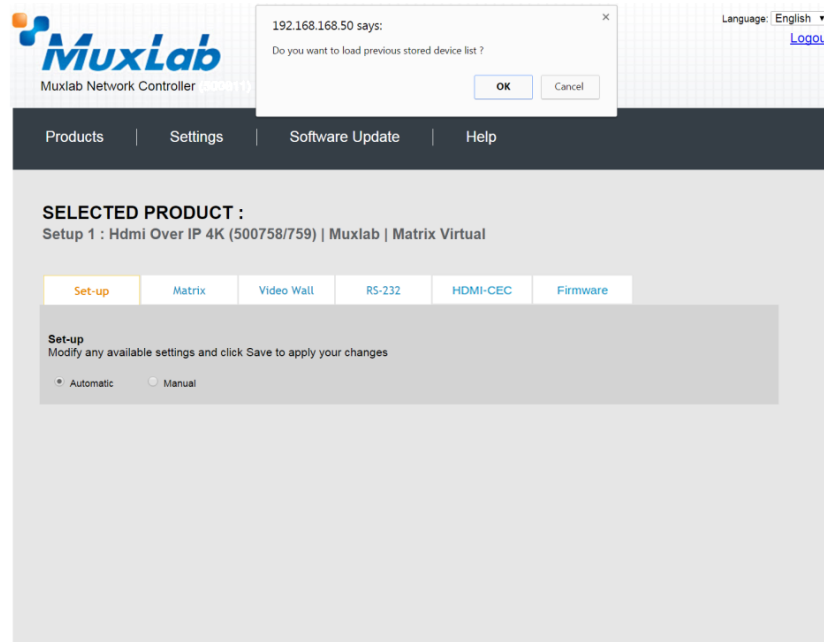 192.168.168.50 says:
×
Do you want to load previous stored device list ?
OK
Cancel
Language: English
Logou
MuxLab
Muxlab Network Controller
Products | Settings | Software Update | Help
SELECTED PRODUCT :
Setup 1 : Hdmi Over IP 4K (500758/759) | Muxlab | Matrix Virtual
Set-up Matrix Video Wall RS-232 HDMI-CEC Firmware
Set-up
Modify any available settings and click Save to apply your changes
Automatic Manual